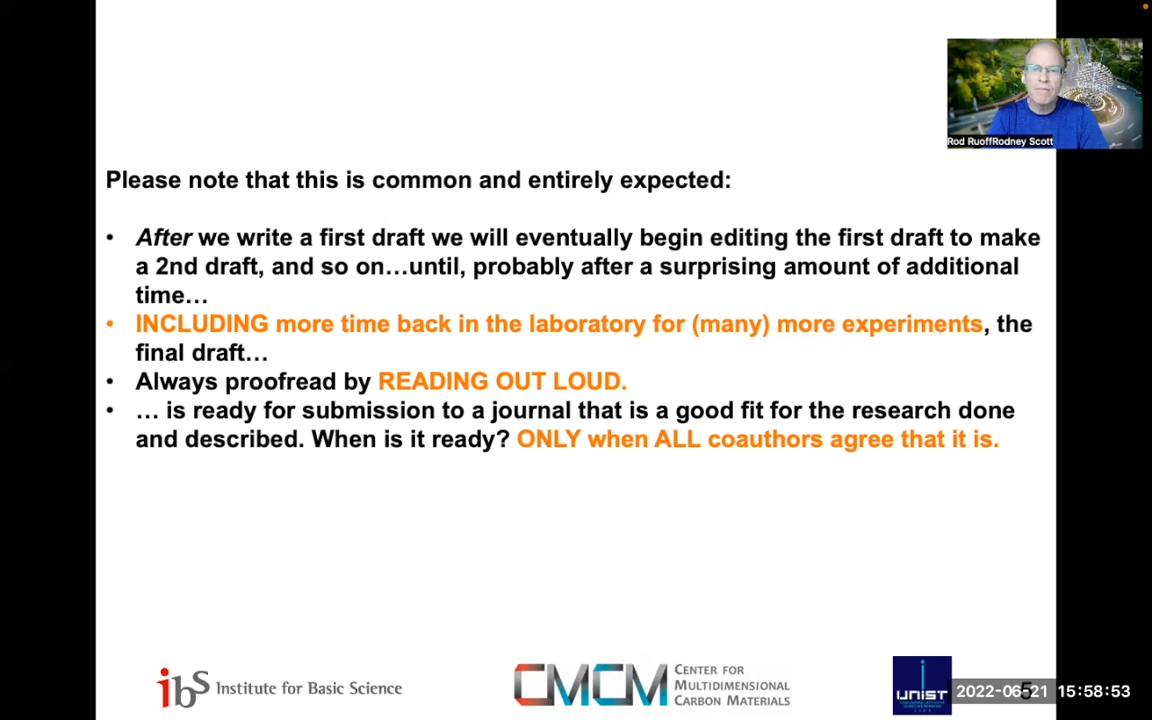 Rod RuoffRodney Scott
Please note that this is common and entirely expected:
• After we write a first draft we will eventually begin editing the first draft to make
a 2nd draft, and so on…until, probably after a surprising amount of additional
time…
• INCLUDING more time back in the laboratory for (many) more experiments, the
final draft…
• Always proofread by READING OUT LOUD.
• … is ready for submission to a journal that is a good fit for the research done
and described. When is it ready? ONLY when ALL coauthors agree that it is.
ibS Institute for Basic Science
CMCM
CENTER FOR
MULTIDIMENSIONAL
CARBON MATERIALS
UNIST
5
2022-06-21 15:58:53